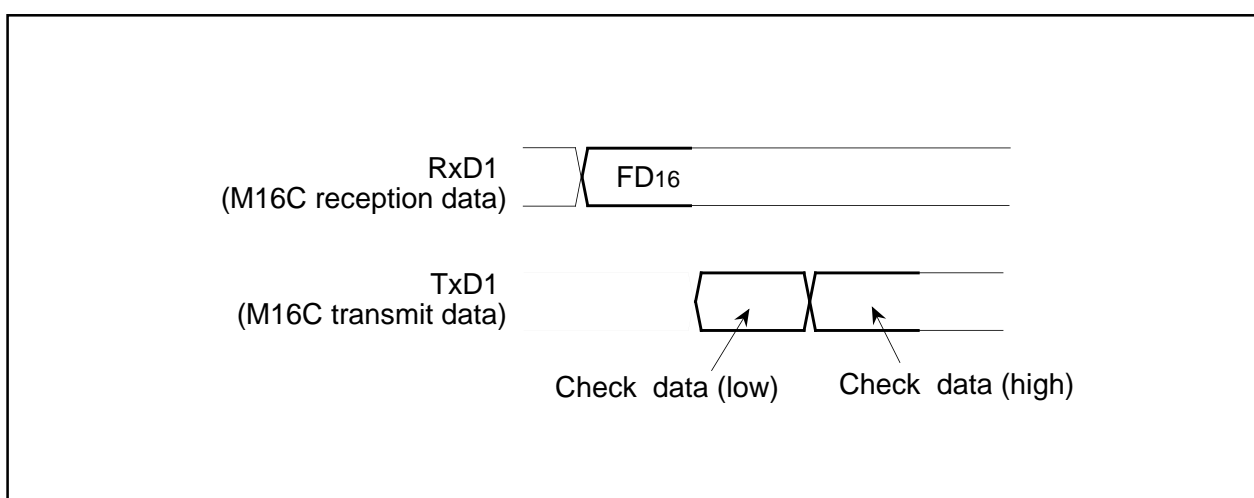 RxD1
(M16C reception data)
FD16
TxD1
(M16C transmit data)
Check data (low)
Check data (high)